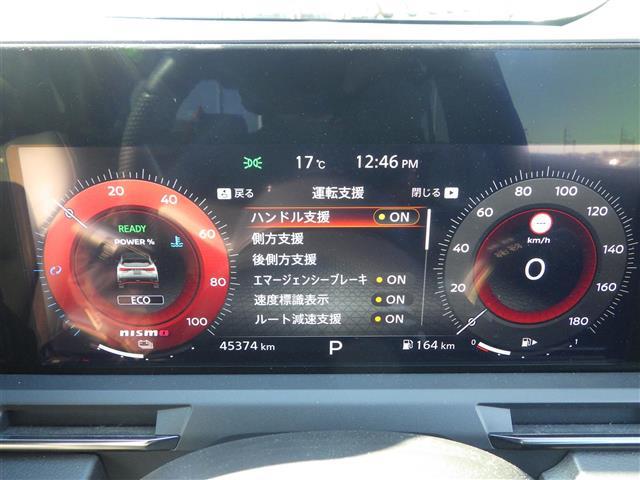 17℃ 12:46 PM
戻る 運転支援 閉じる
ハンドル支援 ON
側方支援
後側方支援
エマージェンシーブレーキ ON
速度標識表示 ON
ルート減速支援 ON
0 20 40 60 80 100
READY
POWER %
ECO
nismo
0 20 40 60 80 100 120 140 160 180
km/h
0
45374 km P 164 km
0 1